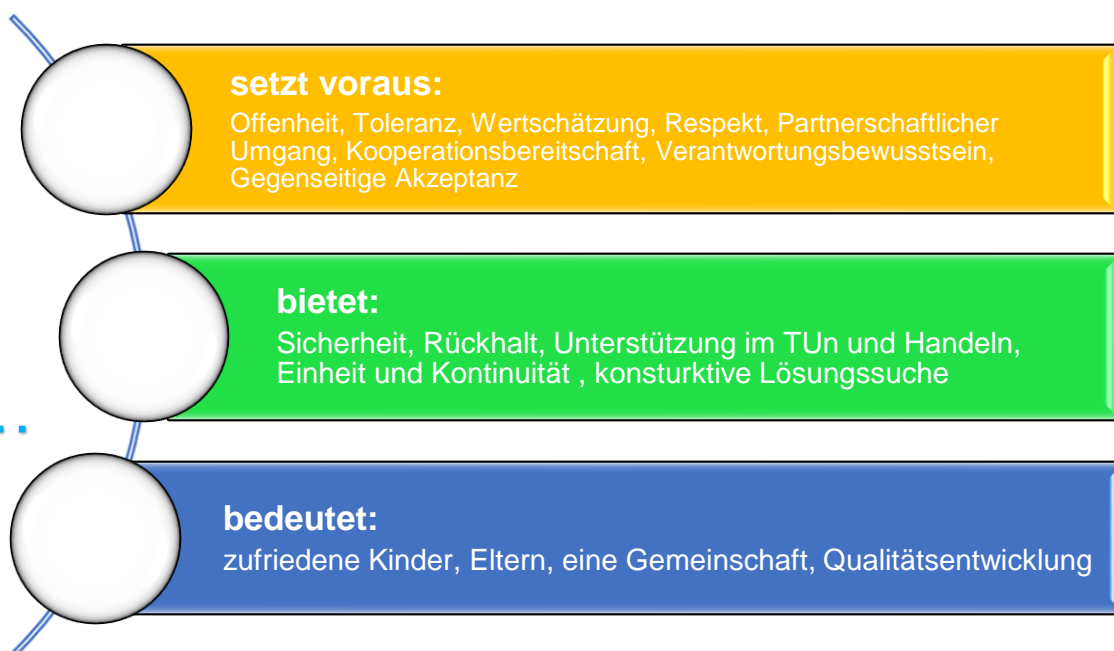 setzt voraus:
Offenheit, Toleranz, Wertschätzung, Respekt, Partnerschaftlicher
Umgang, Kooperationsbereitschaft, Verantwortungsbewusstsein,
Gegenseitige Akzeptanz
bietet:
Sicherheit, Rückhalt, Unterstützung im TUn und Handeln,
Einheit und Kontinuität , konsturktive Lösungssuche
..
bedeutet:
zufriedene Kinder, Eltern, eine Gemeinschaft, Qualitätsentwicklung